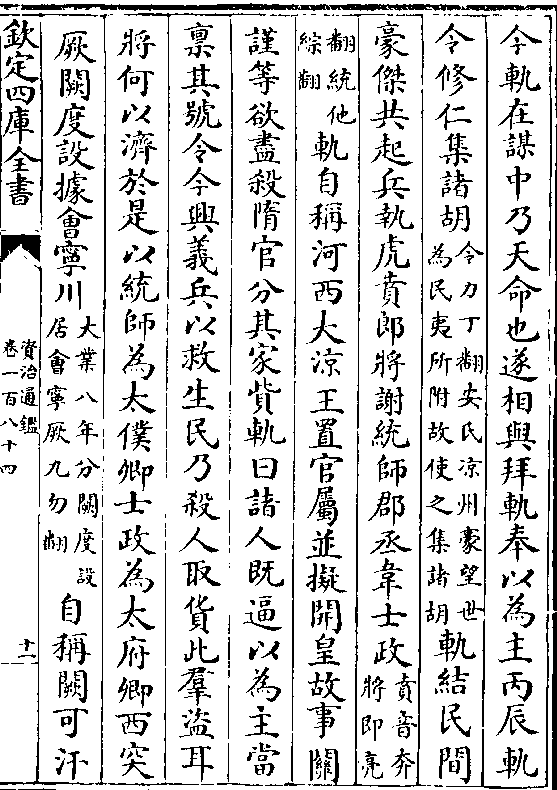 今軌在謀中乃天命也遂相與拜軌奉以為主丙辰軌
令修仁集諸胡令力丁翻安氏凉州豪望世為民夷所附故使之集諸胡軌結民間
豪傑共起兵執虎賁郎將謝統師郡丞韋士政賁音奔將即亮
翻統他綜翻軌自稱河西大凉王置官屬並擬開皇故事關
謹等欲盡殺隋官分其家貲軌曰諸人既逼以為主當
禀其號令今興義兵以救生民乃殺人取貨此羣盗耳
將何以濟於是以統師為太僕卿士政為太府卿西突
厥闕度設據會寧川大業八年分闕度設居會寧厥九勿翻自稱闕可汗
欽定四庫全書
資治通鑑
卷一百八十四
十一